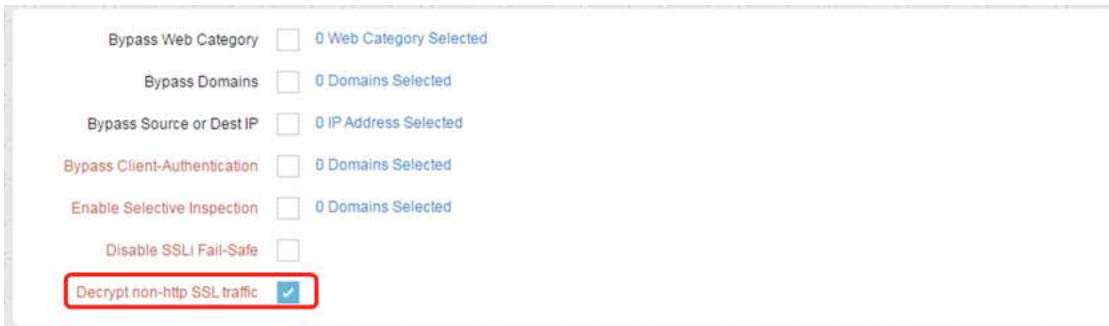 Bypass Web Category 0 Web Category Selected
Bypass Domains 0 Domains Selected
Bypass Source or Dest IP 0 IP Address Selected
Bypass Client-Authentication 0 Domains Selected
Enable Selective Inspection 0 Domains Selected
Disable SSLi Fail-Safe
Decrypt non-http SSL traffic